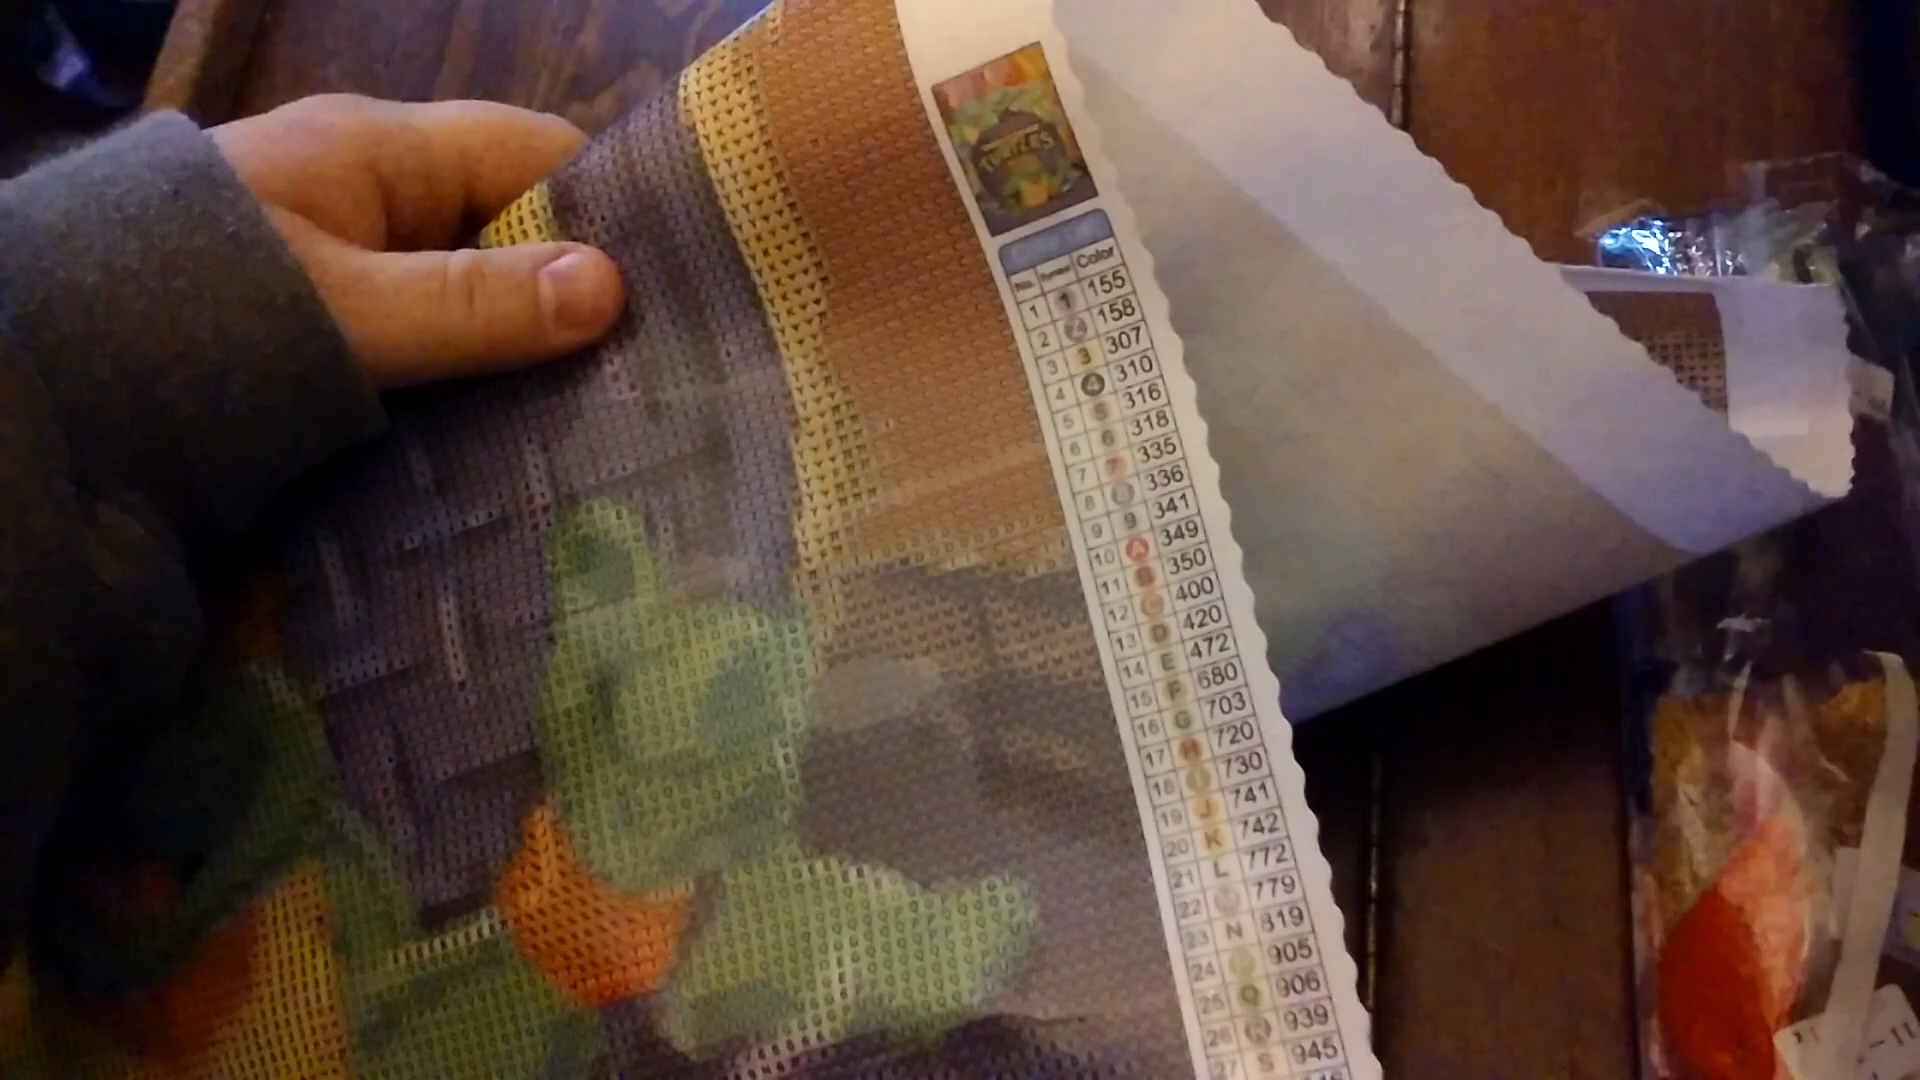 TURTLES
No. Symbol Color
1 1 155
2 2 158
3 3 307
4 4 310
5 5 316
6 6 318
7 7 335
8 8 336
9 9 341
10 A 349
11 B 350
12 C 400
13 D 420
14 E 472
15 F 680
16 G 703
17 H 720
18 I 730
19 J 741
20 K 742
21 L 772
22 779
23 N 819
24 905
25 Q 906
26 939
27 S 945